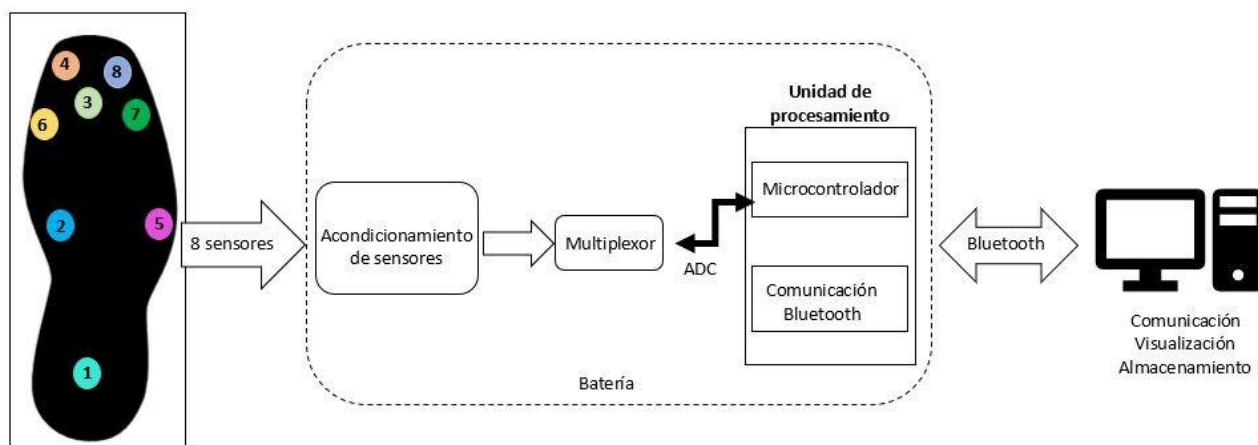 4
8
3
7
6
2
5
1
8 sensores
Acondicionamiento
de sensores
Multiplexor
ADC
Unidad de
procesamiento
Microcontrolador
Comunicación
Bluetooth
Batería
Bluetooth
Comunicación
Visualización
Almacenamiento